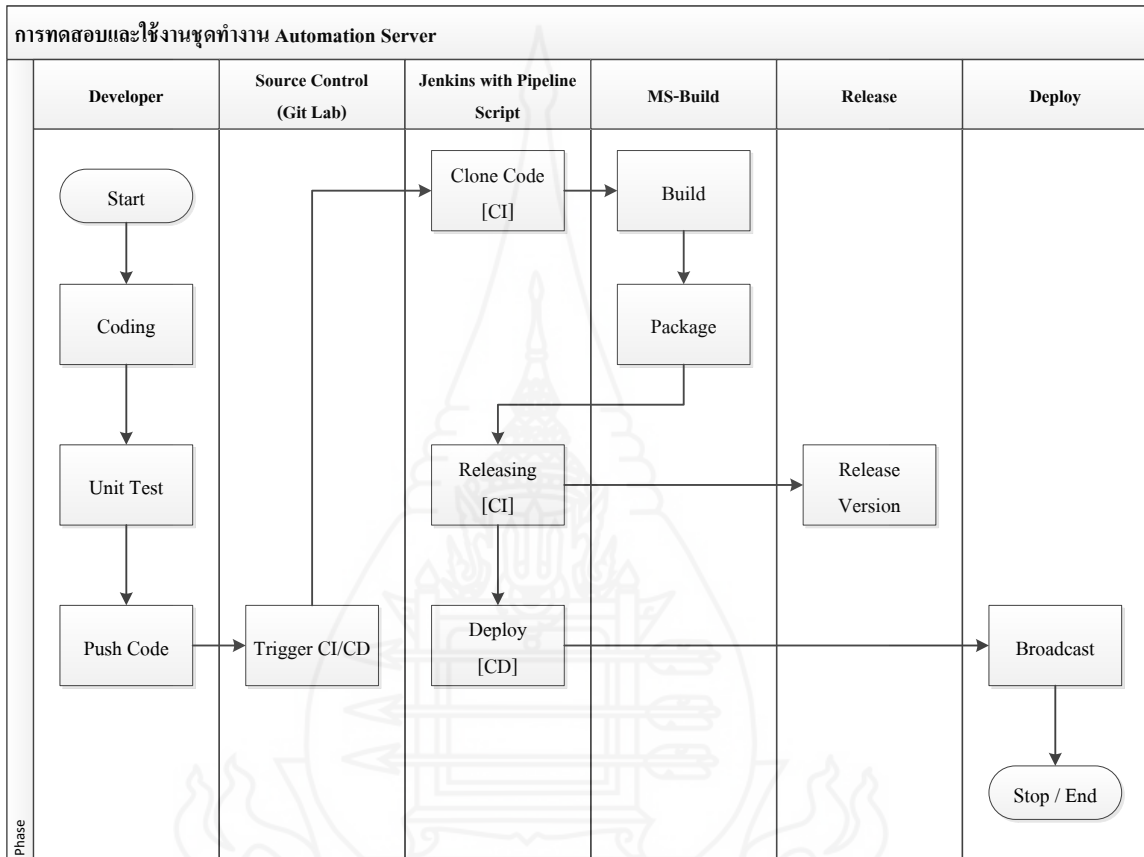 การทดสอบและใช้งานชุดทำงาน Automation Server
Developer
Source Control
(Git Lab)
Jenkins with Pipeline
Script
MS-Build
Release
Deploy
Start
Clone Code
[CI]
Build
Coding
Package
Unit Test
Releasing
[CI]
Release
Version
Push Code
Trigger CI/CD
Deploy
[CD]
Broadcast
Stop / End
Phase